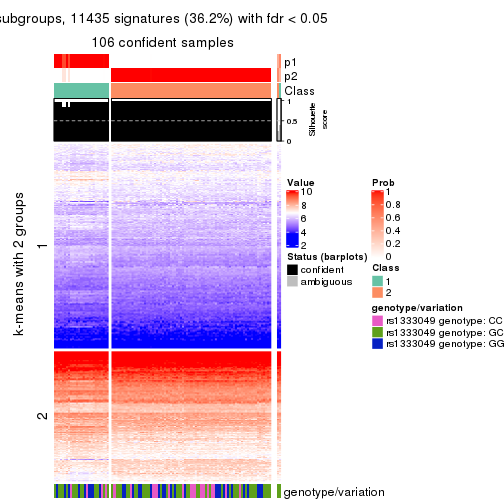 subgroups, 11435 signatures (36.2%) with fdr < 0.05
106 confident samples
p1
p2
Class
1
0.5
0
Silhouette
score
k-means with 2 groups
1
2
Value
10
8
6
4
2
Status (barplots)
confident
ambiguous
Prob
1
0.8
0.6
0.4
0.2
0
Class
1
2
genotype/variation
rs1333049 genotype: CC
rs1333049 genotype: GC
rs1333049 genotype: GG
genotype/variation